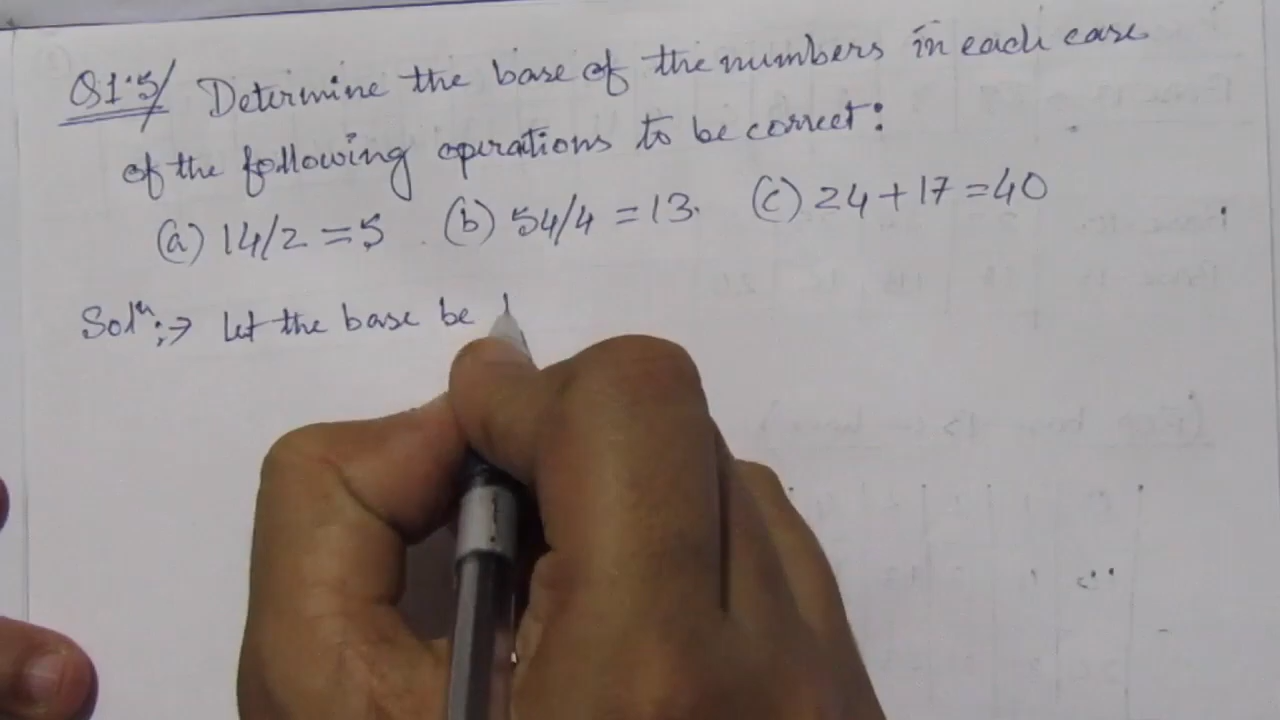 Q1.5/ Determine the base of the numbers in each case
of the following operations to be correct:
(a) 14/2 = 5 (b) 54/4 = 13. (c) 24 + 17 = 40
Solⁿ:→ Let the base be